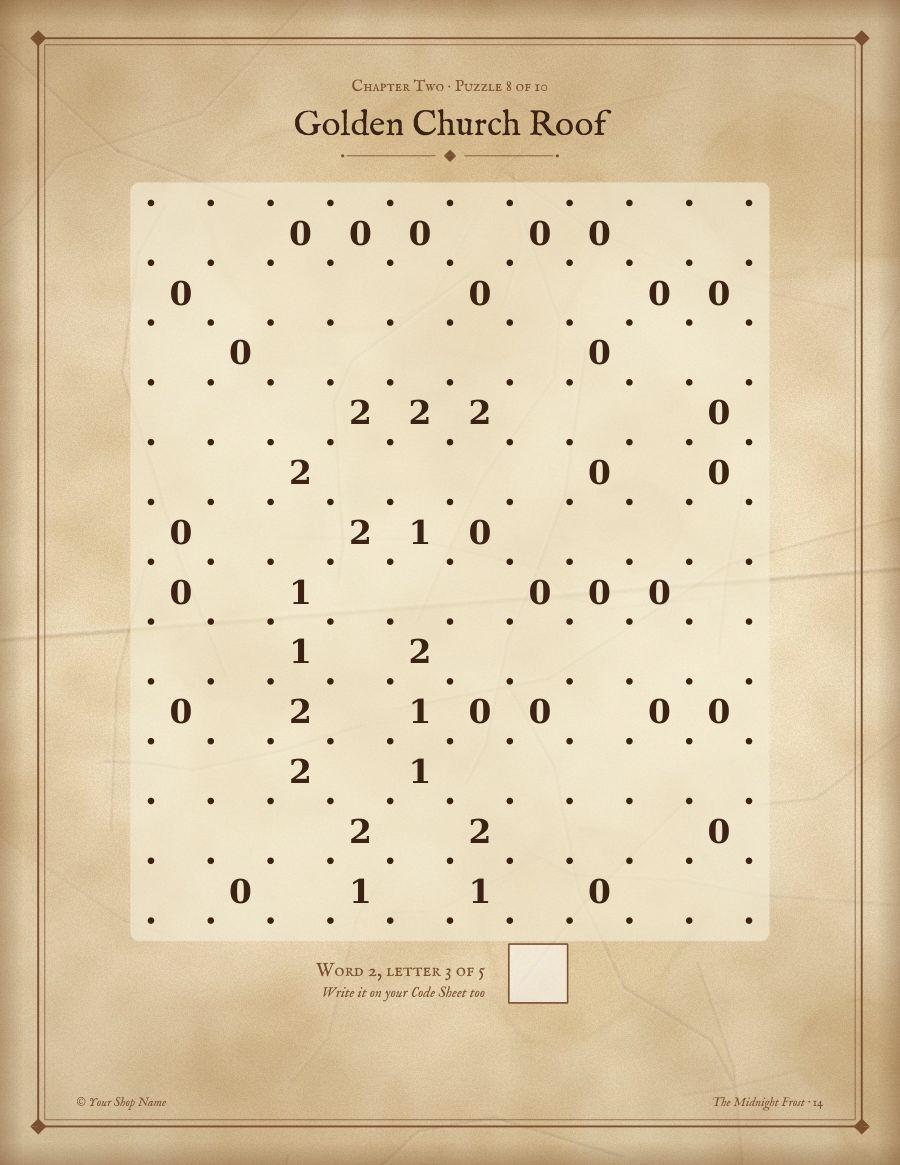 Chapter Two · Puzzle 8 of 10
Golden Church Roof
0 0 0 0 0
0 0 0 0
0 0
2 2 2 0
2 0 0
0 2 1 0
0 1 0 0 0
1 2
0 2 1 0 0 0 0
2 1
2 2 0
0 1 1 0
Word 2, letter 3 of 5
Write it on your Code Sheet too
© Your Shop Name
The Midnight Frost · 14